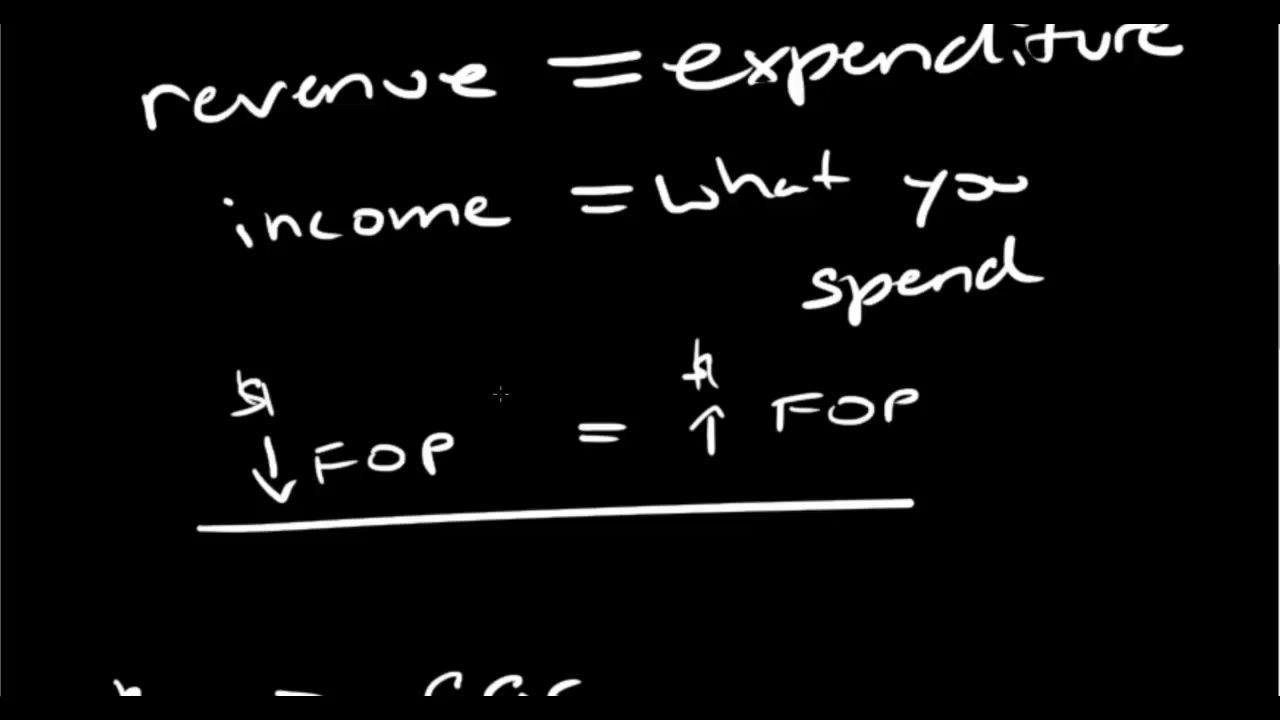 revenue = expenditure
income = what you
spend
$ $
↓ FOP = ↑ FOP